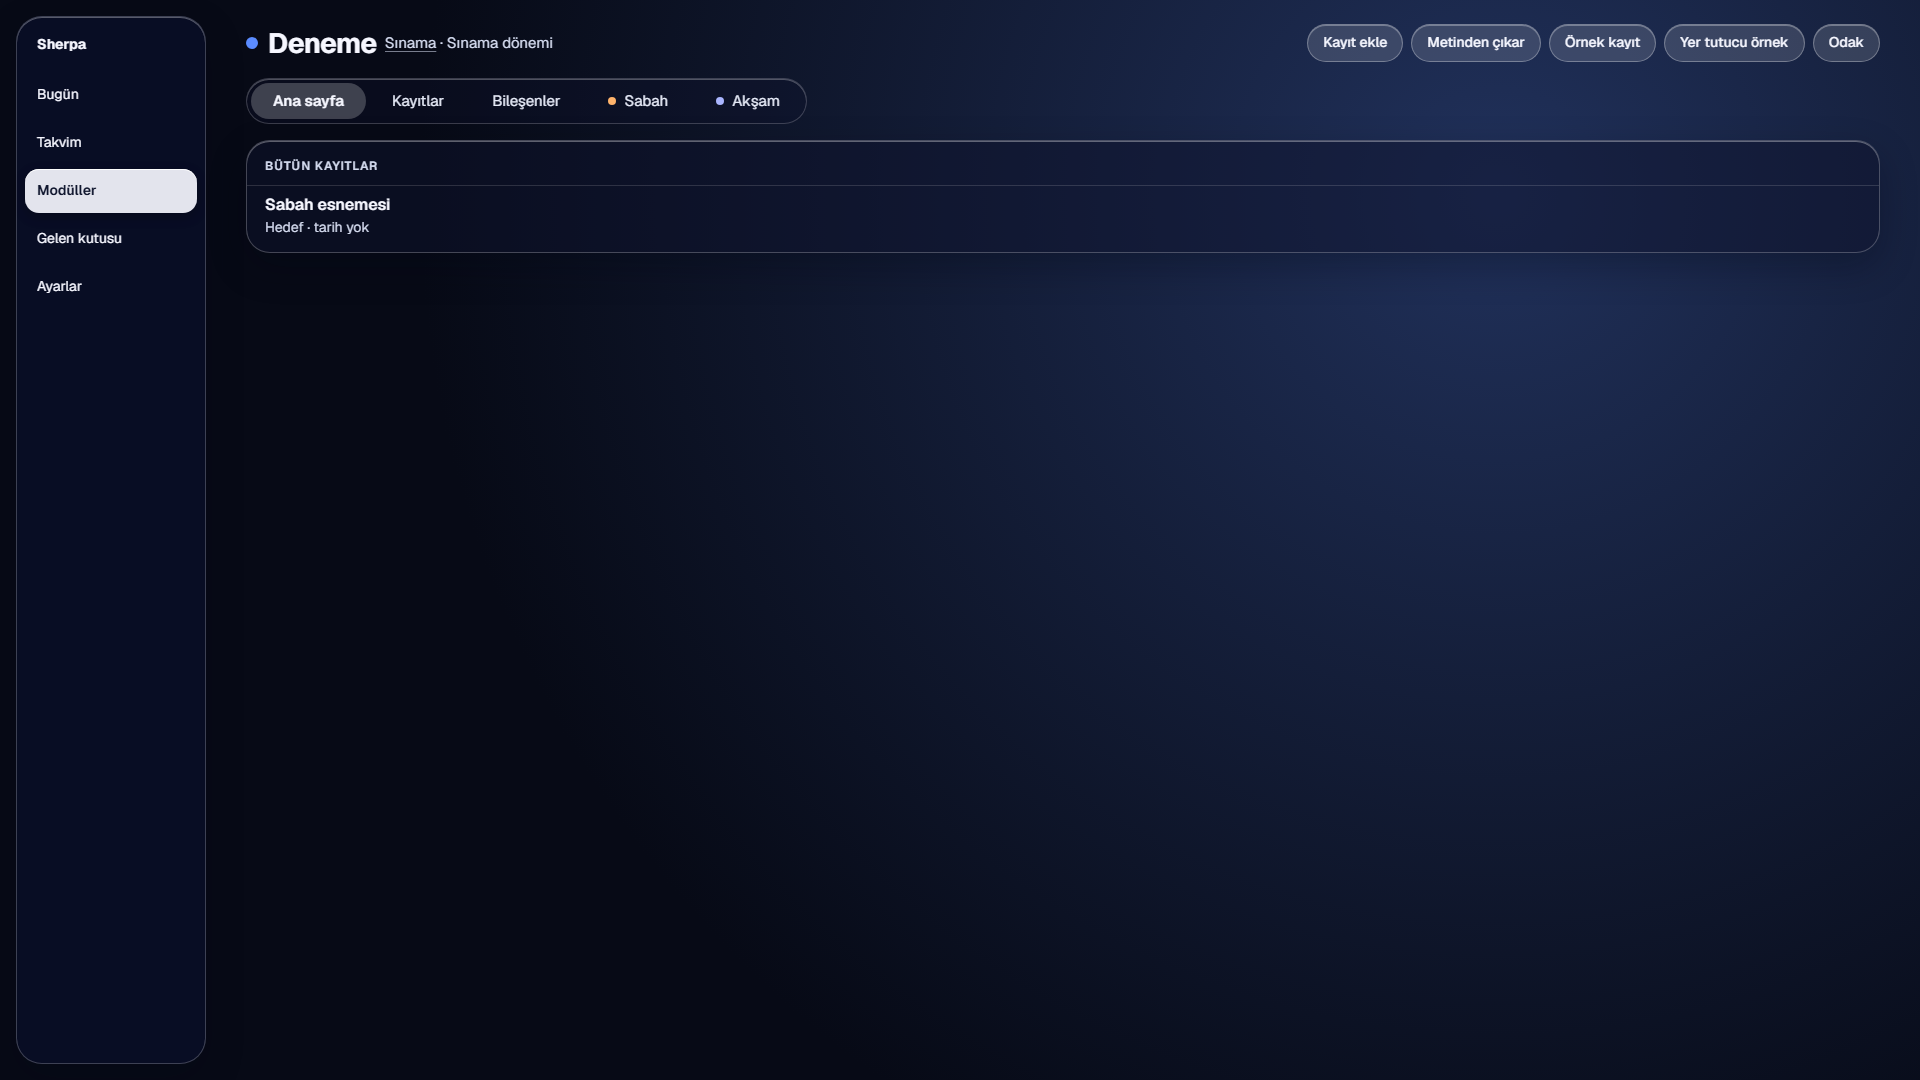 Sherpa
Bugün
Takvim
Modüller
Gelen kutusu
Ayarlar
Deneme Sınama · Sınama dönemi
Kayıt ekle Metinden çıkar Örnek kayıt Yer tutucu örnek Odak
Ana sayfa Kayıtlar Bileşenler Sabah Akşam
BÜTÜN KAYITLAR
Sabah esnemesi
Hedef · tarih yok